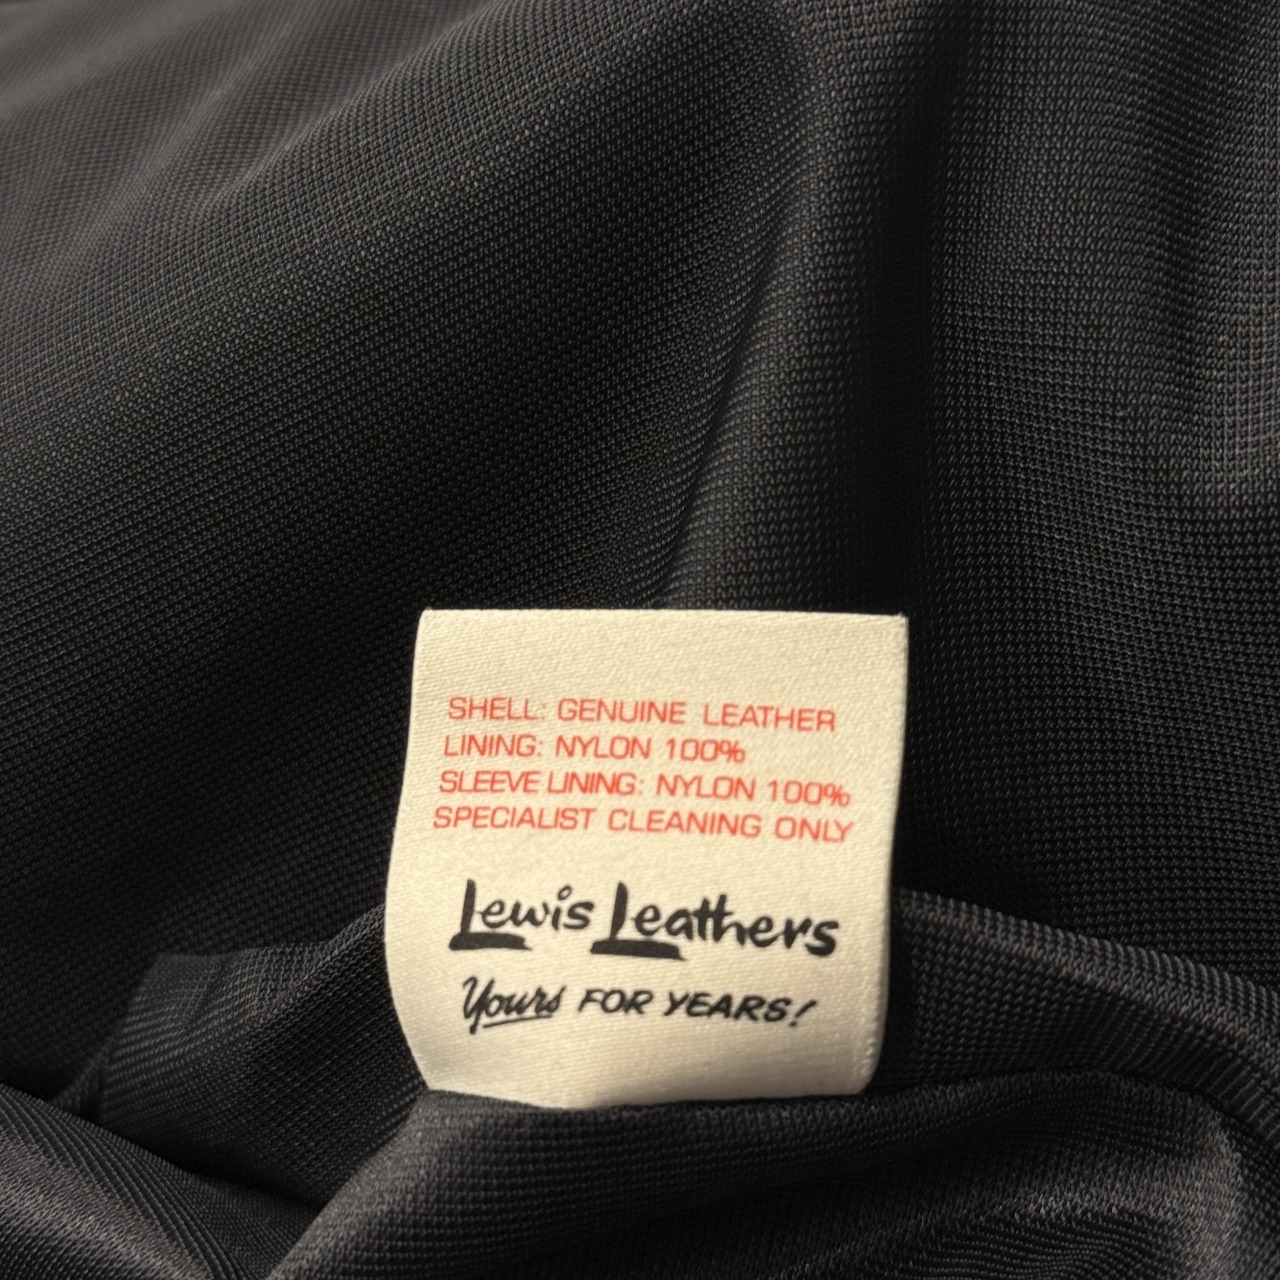 SHELL: GENUINE LEATHER
LINING: NYLON 100%
SLEEVE LINING: NYLON 100%
SPECIALIST CLEANING ONLY
Lewis Leathers
Yours FOR YEARS!